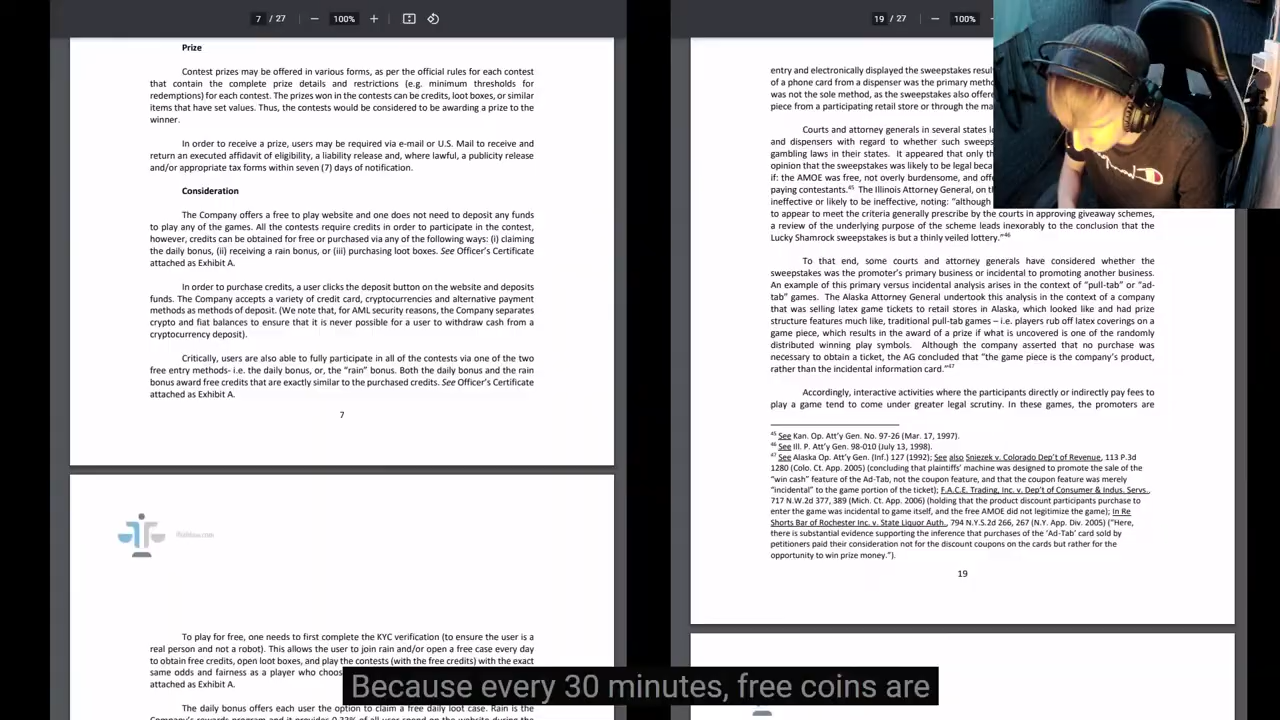 7 / 27
100%
Prize
Contest prizes may be offered in various forms, as per the official rules for each contest
that contain the complete prize details and restrictions (e.g. minimum thresholds for
redemptions) for each contest. The prizes won in the contests can be credits, loot boxes, or similar
items that have set values. Thus, the contests would be considered to be awarding a prize to the
winner.
In order to receive a prize, users may be required via e-mail or U.S. Mail to receive and
return an executed affidavit of eligibility, a liability release and, where lawful, a publicity release
and/or appropriate tax forms within seven (7) days of notification.
Consideration
The Company offers a free to play website and one does not need to deposit any funds
to play any of the games. All the contests require credits in order to participate in the contest,
however, credits can be obtained for free or purchased via any of the following ways: (i) claiming
the daily bonus, (ii) receiving a rain bonus, or (iii) purchasing loot boxes. See Officer's Certificate
attached as Exhibit A.
In order to purchase credits, a user clicks the deposit button on the website and deposits
funds. The Company accepts a variety of credit card, cryptocurrencies and alternative payment
methods as methods of deposit. (We note that, for AML security reasons, the Company separates
crypto and fiat balances to ensure that it is never possible for a user to withdraw cash from a
cryptocurrency deposit).
Critically, users are also able to fully participate in all of the contests via one of the two
free entry methods- i.e. the daily bonus, or, the "rain" bonus. Both the daily bonus and the rain
bonus award free credits that are exactly similar to the purchased credits. See Officer's Certificate
attached as Exhibit A.
7
To play for free, one needs to first complete the KYC verification (to ensure the user is a
real person and not a robot). This allows the user to join rain and/or open a free case every day
to obtain free credits, open loot boxes, and play the contests (with the free credits) with the exact
same odds and fairness as a player who
attached as Exhibit A.
The daily bonus offers each user the option to claim a free daily loot case. Rain is the
19 / 27
100%
entry and electronically displayed the sweepstakes
of a phone card from a dispenser was the primary
was not the sole method, as the sweepstakes also
piece from a participating retail store or through the
Courts and attorney generals in several states
and dispensers with regard to whether such
gambling laws in their states. It appeared that only
opinion that the sweepstakes was likely to be legal
if: the AMOE was free, not overly burdensome, and
paying contestants.45 The Illinois Attorney General, on
ineffective or likely to be ineffective, noting: "although
to appear to meet the criteria generally prescribe by the courts in approving giveaway schemes,
a review of the underlying purpose of the scheme leads inexorably to the conclusion that the
Lucky Shamrock sweepstakes is but a thinly veiled lottery."46
To that end, some courts and attorney generals have considered whether the
sweepstakes was the promoter's primary business or incidental to promoting another business.
An example of this primary versus incidental analysis arises in the context of "pull-tab" or "ad-
tab" games. The Alaska Attorney General undertook this analysis in the context of a company
that was selling latex game tickets to retail stores in Alaska, which looked like and had prize
structure features much like, traditional pull-tab games – i.e. players rub off latex coverings on a
game piece, which results in the award of a prize if what is uncovered is one of the randomly
distributed winning play symbols. Although the company asserted that no purchase was
necessary to obtain a ticket, the AG concluded that "the game piece is the company's product,
rather than the incidental information card."47
Accordingly, interactive activities where the participants directly or indirectly pay fees to
play a game tend to come under greater legal scrutiny. In these games, the promoters are
45 See Kan. Op. Att'y Gen. No. 97-26 (Mar. 17, 1997).
46 See Ill. P. Att'y Gen. 98-010 (July 13, 1998).
47 See Alaska Op. Att'y Gen. (Inf.) 127 (1992); See also Sniezek v. Colorado Dep't of Revenue, 113 P.3d
1280 (Colo. Ct. App. 2005) (concluding that plaintiffs' machine was designed to promote the sale of the
"win cash" feature of the Ad-Tab, not the coupon feature, and that the coupon feature was merely
"incidental" to the game portion of the ticket); F.A.C.E. Trading, Inc. v. Dep't of Consumer & Indus. Servs.,
717 N.W.2d 377, 389 (Mich. Ct. App. 2006) (holding that the product discount participants purchase to
enter the game was incidental to game itself, and the free AMOE did not legitimize the game); In Re
Shorts Bar of Rochester Inc. v. State Liquor Auth., 794 N.Y.S.2d 266, 267 (N.Y. App. Div. 2005) ("Here,
there is substantial evidence supporting the inference that purchases of the 'Ad-Tab' card sold by
petitioners paid their consideration not for the discount coupons on the cards but rather for the
opportunity to win prize money.").
19
Champion
Because every 30 minutes, free coins are